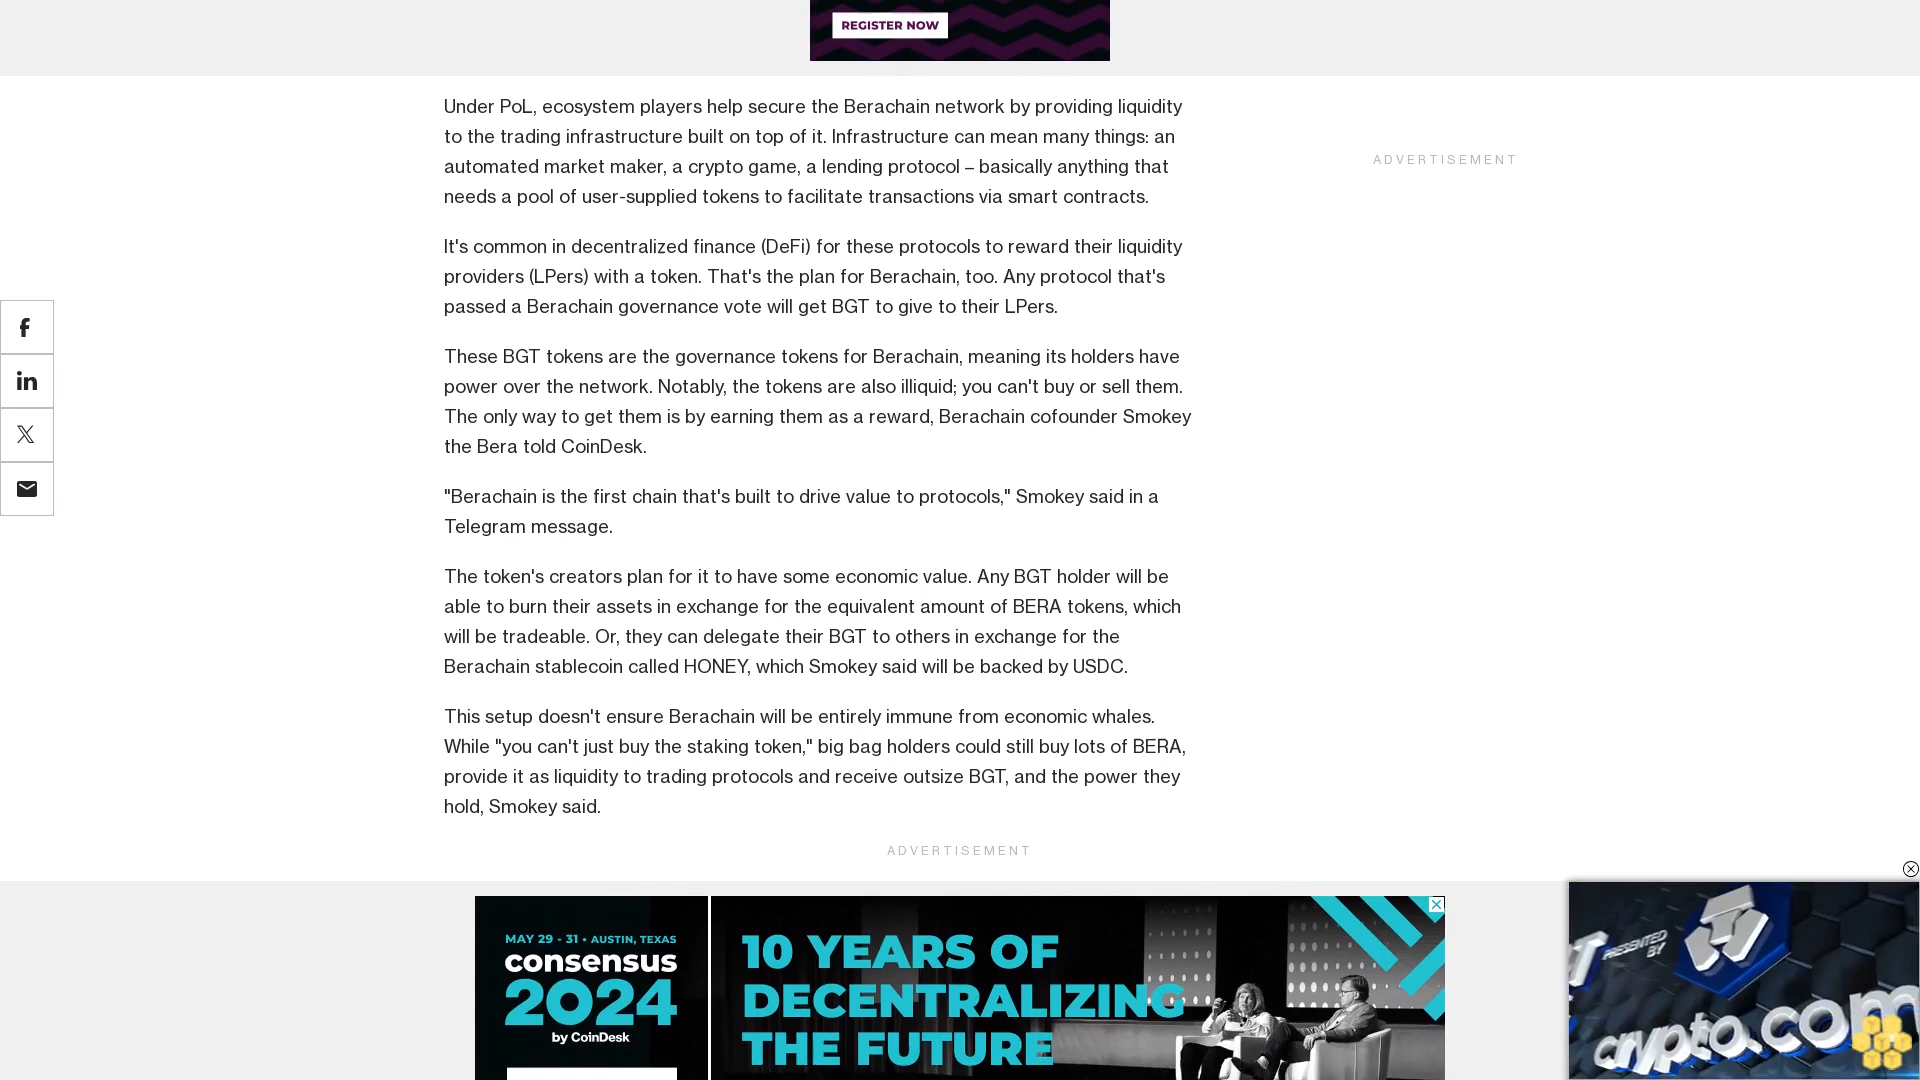 REGISTER NOW
Under PoL, ecosystem players help secure the Berachain network by providing liquidity
to the trading infrastructure built on top of it. Infrastructure can mean many things: an
automated market maker, a crypto game, a lending protocol – basically anything that
needs a pool of user-supplied tokens to facilitate transactions via smart contracts.
ADVERTISEMENT
It's common in decentralized finance (DeFi) for these protocols to reward their liquidity
providers (LPers) with a token. That's the plan for Berachain, too. Any protocol that's
passed a Berachain governance vote will get BGT to give to their LPers.
These BGT tokens are the governance tokens for Berachain, meaning its holders have
power over the network. Notably, the tokens are also illiquid; you can't buy or sell them.
The only way to get them is by earning them as a reward, Berachain cofounder Smokey
the Bera told CoinDesk.
"Berachain is the first chain that's built to drive value to protocols," Smokey said in a
Telegram message.
The token's creators plan for it to have some economic value. Any BGT holder will be
able to burn their assets in exchange for the equivalent amount of BERA tokens, which
will be tradeable. Or, they can delegate their BGT to others in exchange for the
Berachain stablecoin called HONEY, which Smokey said will be backed by USDC.
This setup doesn't ensure Berachain will be entirely immune from economic whales.
While "you can't just buy the staking token," big bag holders could still buy lots of BERA,
provide it as liquidity to trading protocols and receive outsize BGT, and the power they
hold, Smokey said.
ADVERTISEMENT
MAY 29 - 31 • AUSTIN, TEXAS
consensus
2024
by CoinDesk
10 YEARS OF
DECENTRALIZING
THE FUTURE
PRESENTED
BY
crypto.com